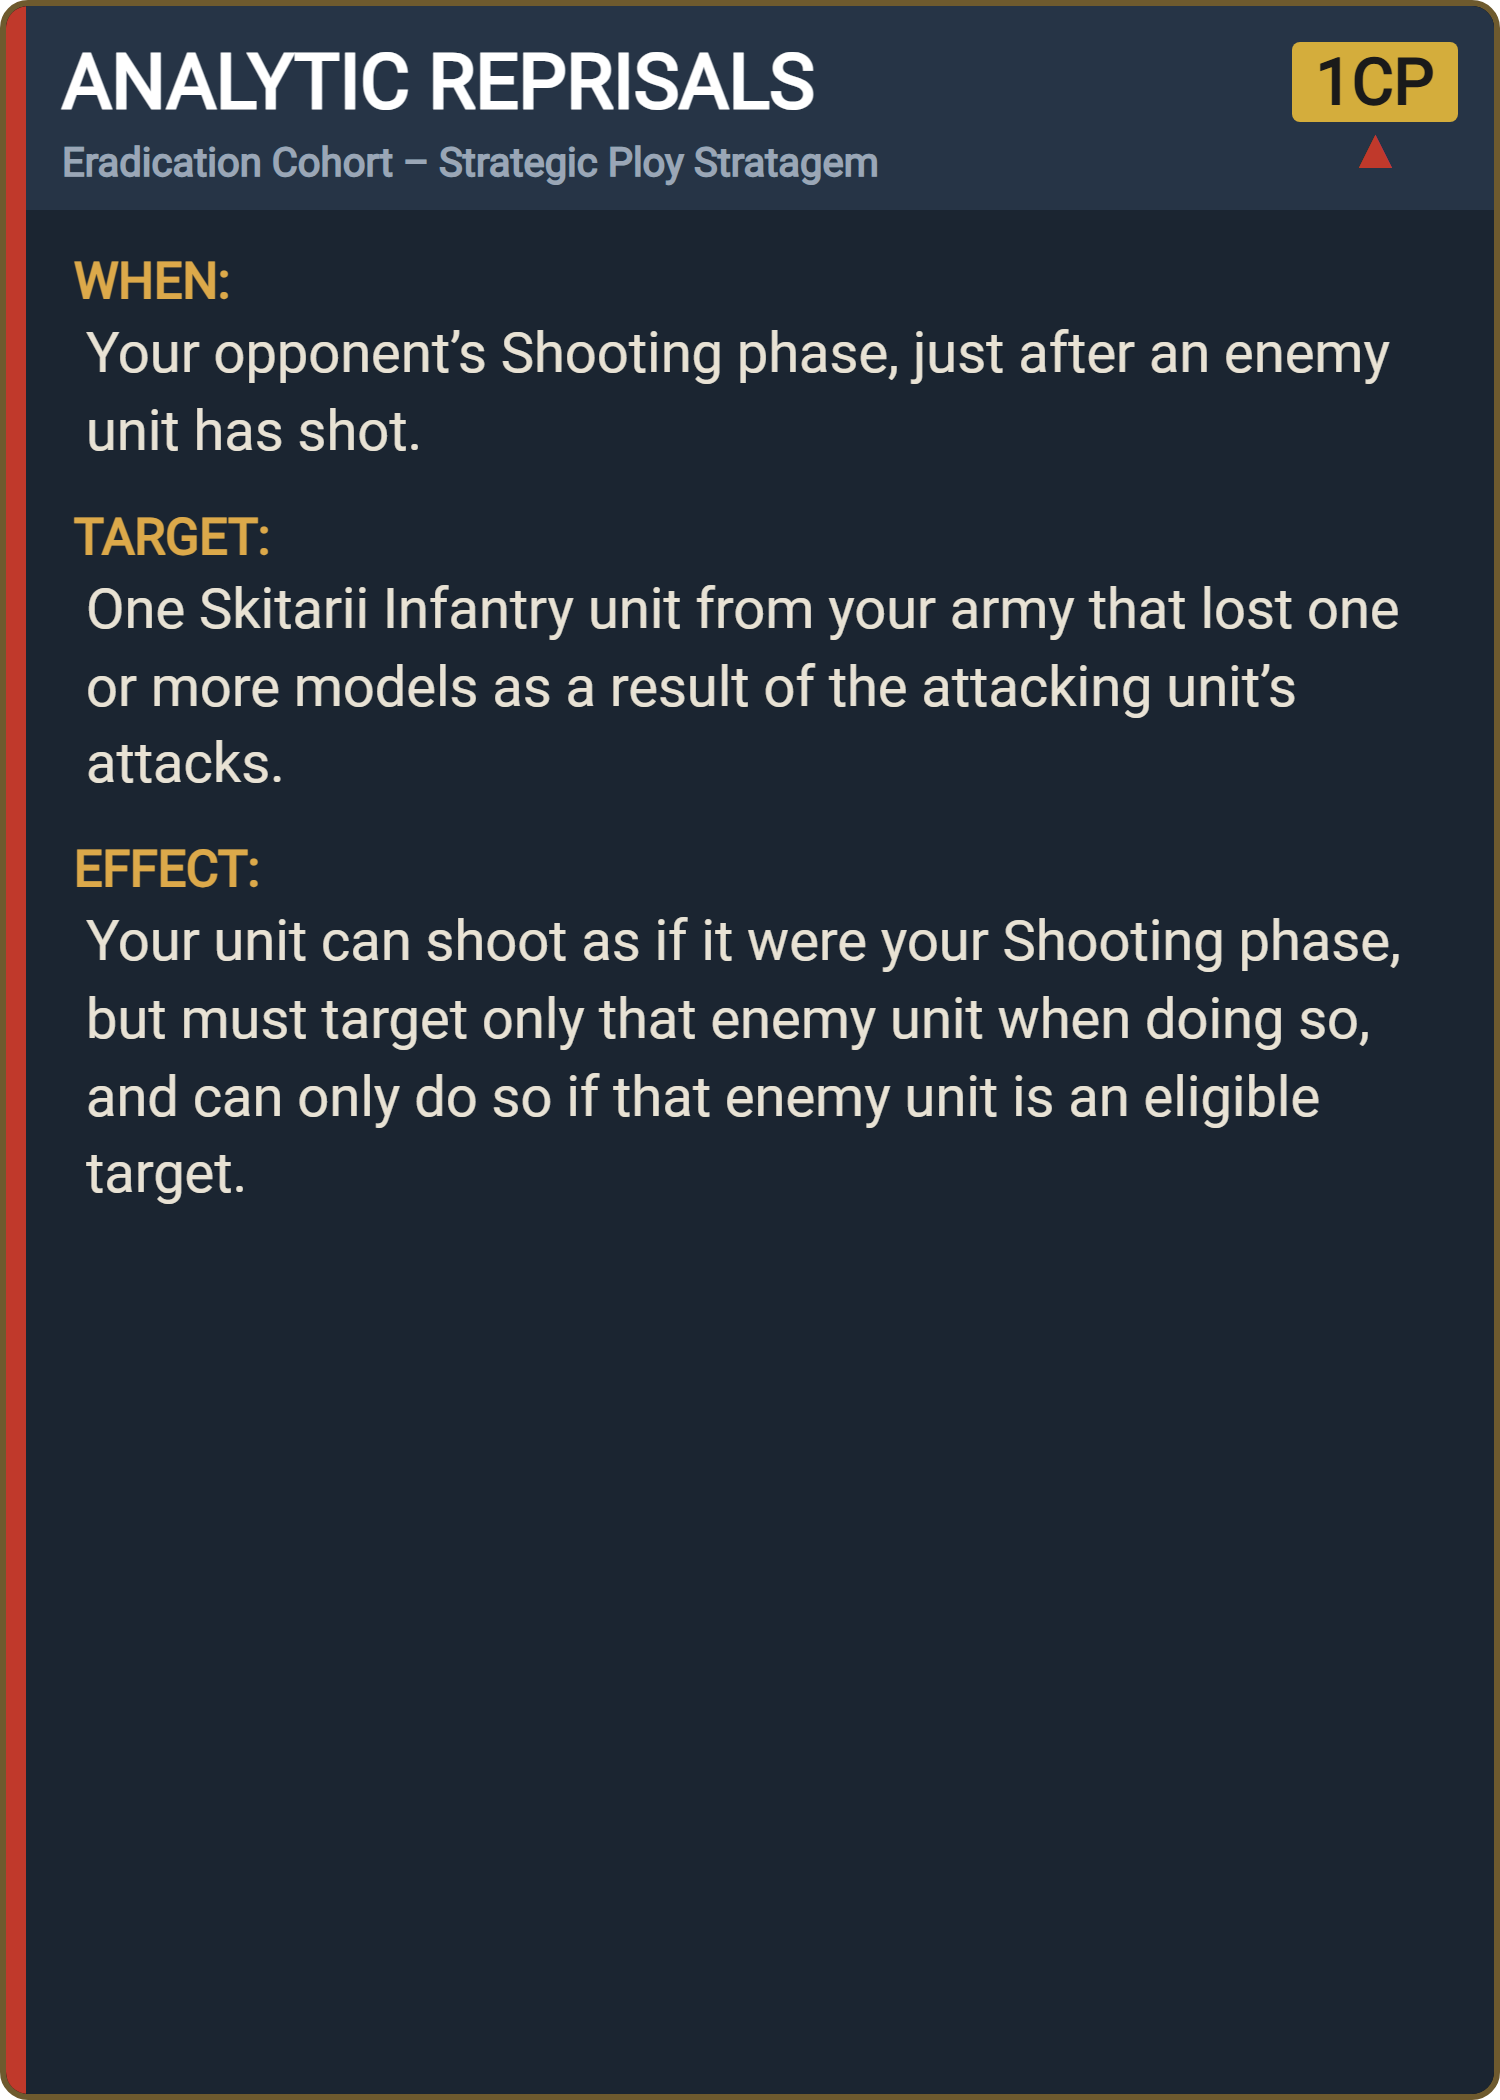 ANALYTIC REPRISALS
1CP
Eradication Cohort – Strategic Ploy Stratagem
WHEN:
Your opponent’s Shooting phase, just after an enemy
unit has shot.
TARGET:
One Skitarii Infantry unit from your army that lost one
or more models as a result of the attacking unit’s
attacks.
EFFECT:
Your unit can shoot as if it were your Shooting phase,
but must target only that enemy unit when doing so,
and can only do so if that enemy unit is an eligible
target.